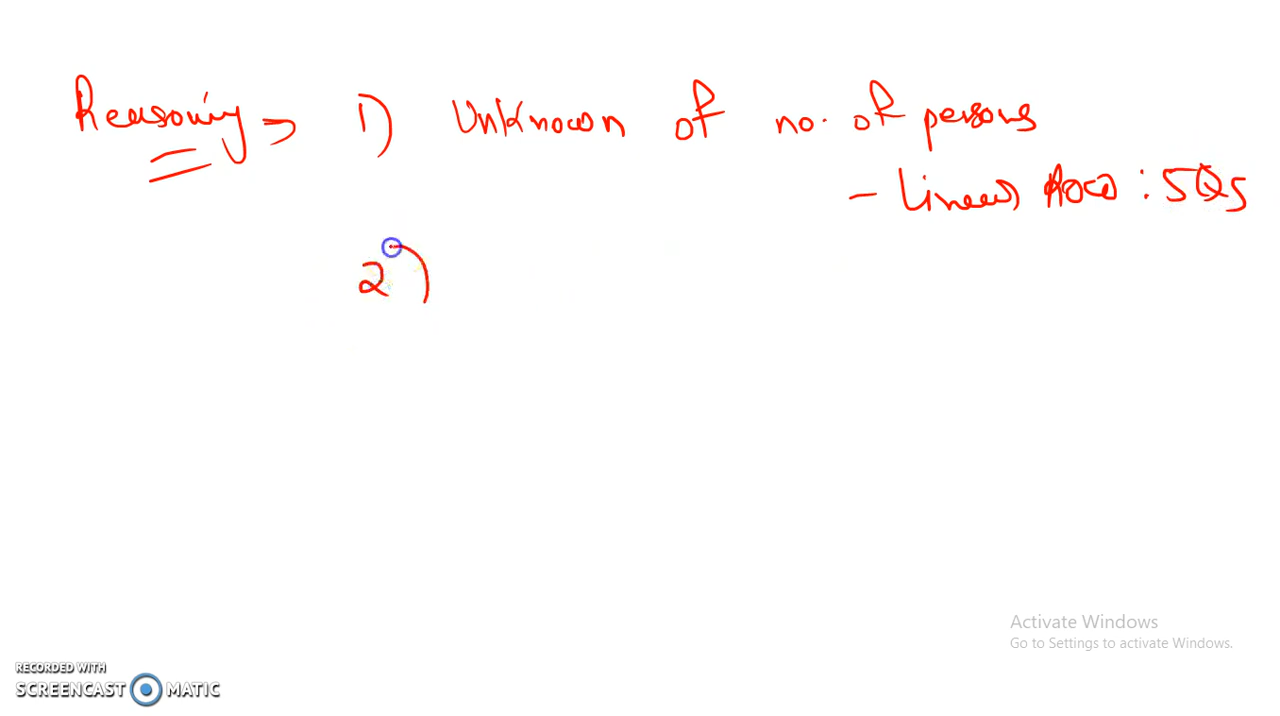 Reasoning => 1) Unknown of no. of persons
- Linear Row : 5Qs
2)
Activate Windows
Go to Settings to activate Windows.
RECORDED WITH
SCREENCAST MATIC